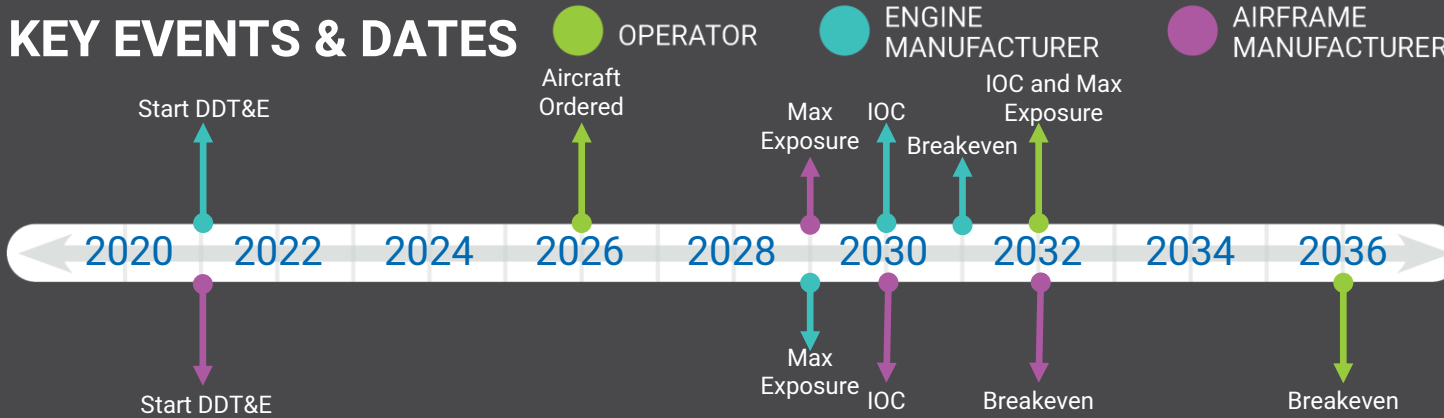 KEY EVENTS & DATES
OPERATOR
ENGINE
MANUFACTURER
AIRFRAME
MANUFACTURER
Start DDT&E
Aircraft
Ordered
Max
Exposure
IOC
Breakeven
IOC and Max
Exposure
2020
2022
2024
2026
2028
2030
2032
2034
2036
Start DDT&E
Max
Exposure
IOC
Breakeven
Breakeven